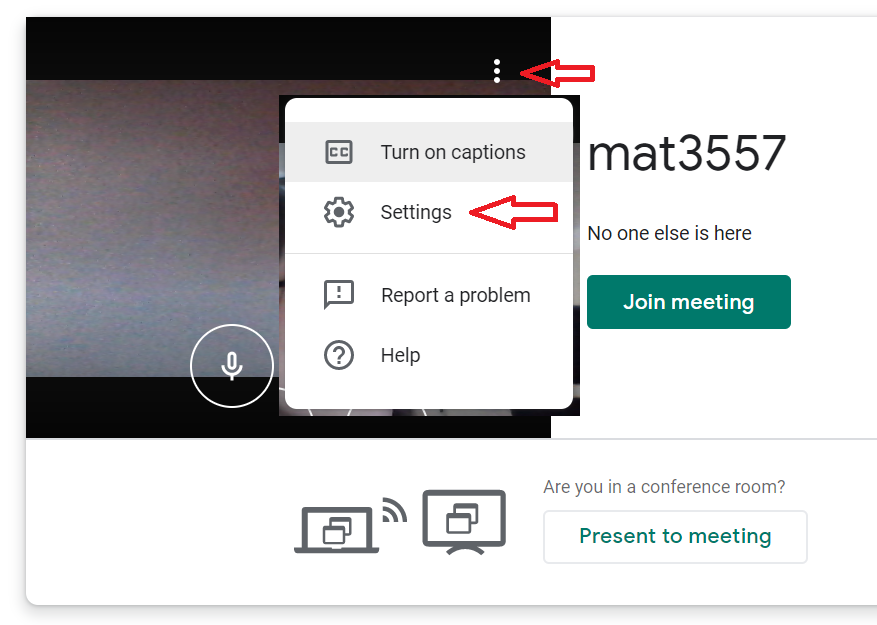 CC
Turn on captions
Settings
Report a problem
Help
mat3557
No one else is here
Join meeting
Are you in a conference room?
Present to meeting